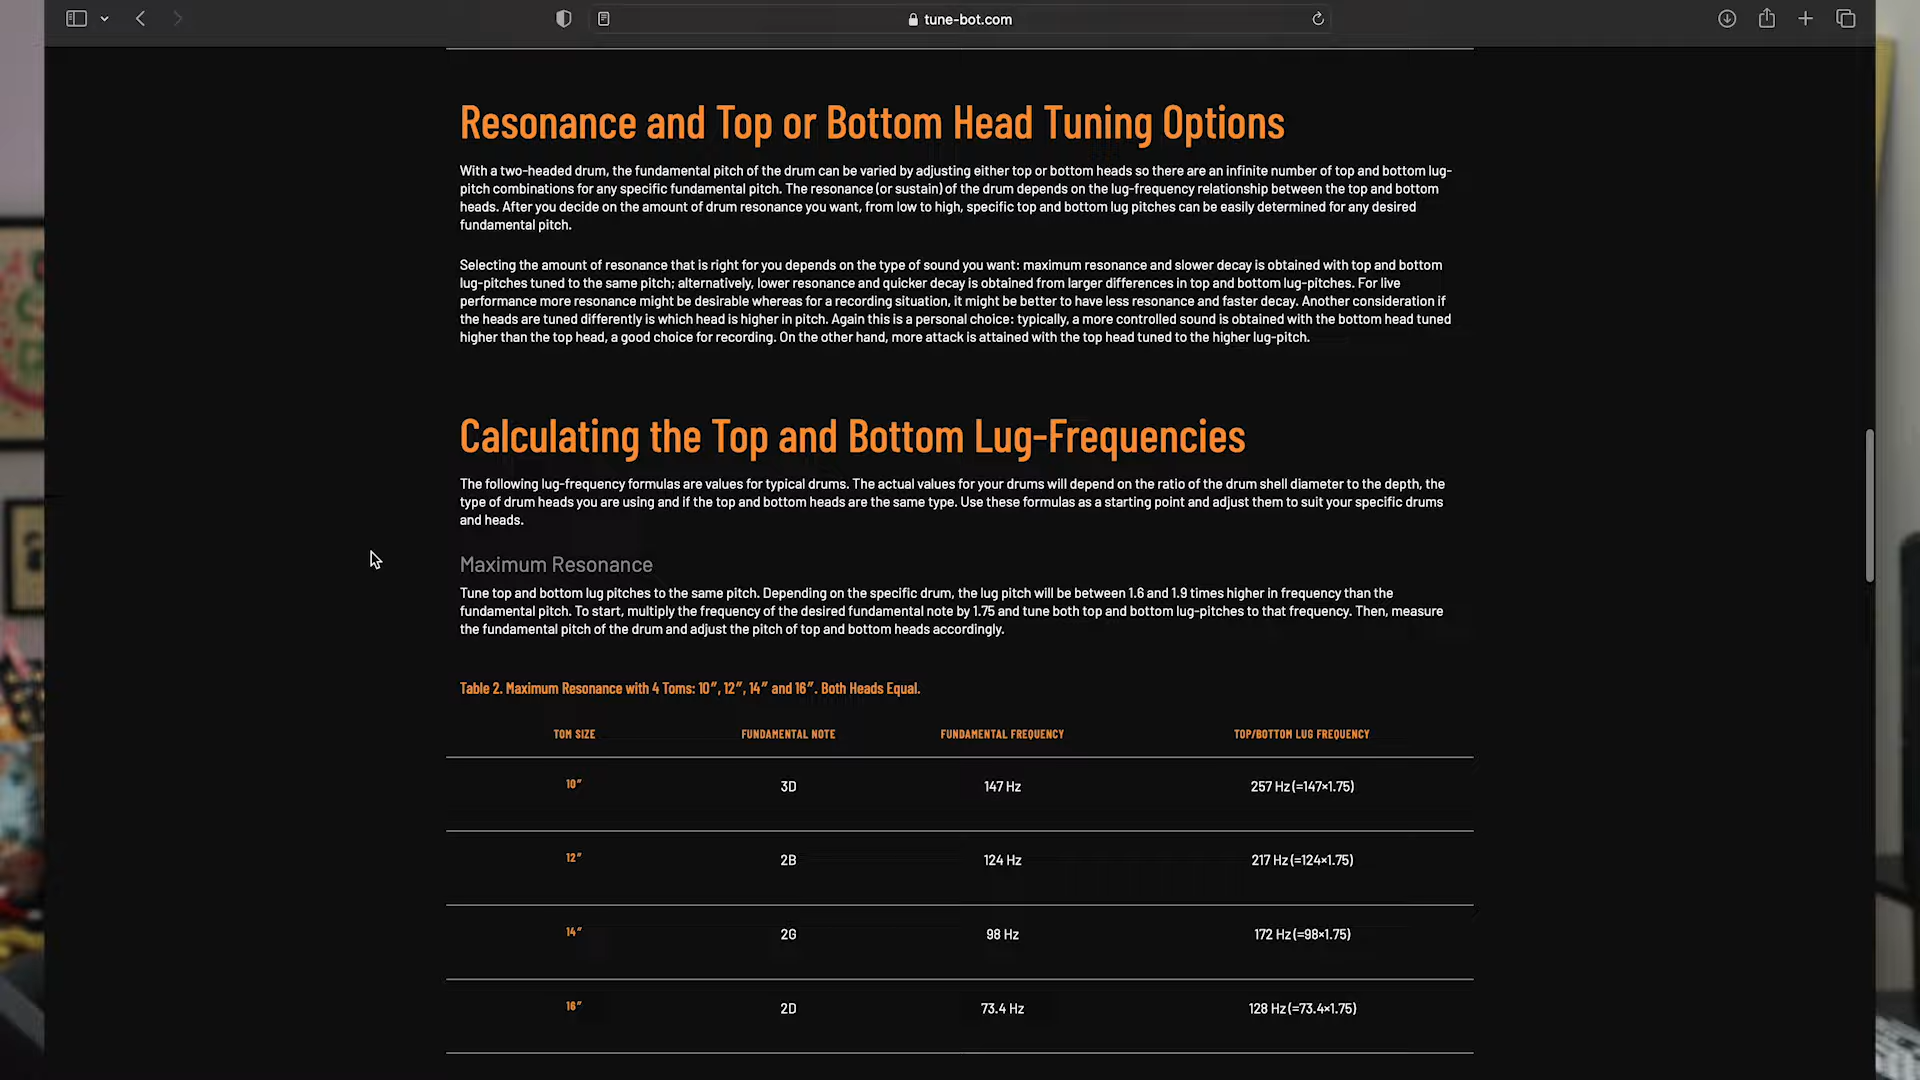 tune-bot.com
Resonance and Top or Bottom Head Tuning Options
With a two-headed drum, the fundamental pitch of the drum can be varied by adjusting either top or bottom heads so there are an infinite number of top and bottom lug-
pitch combinations for any specific fundamental pitch. The resonance (or sustain) of the drum depends on the lug-frequency relationship between the top and bottom
heads. After you decide on the amount of drum resonance you want, from low to high, specific top and bottom lug pitches can be easily determined for any desired
fundamental pitch.
Selecting the amount of resonance that is right for you depends on the type of sound you want: maximum resonance and slower decay is obtained with top and bottom
lug-pitches tuned to the same pitch; alternatively, lower resonance and quicker decay is obtained from larger differences in top and bottom lug-pitches. For live
performance more resonance might be desirable whereas for a recording situation, it might be better to have less resonance and faster decay. Another consideration if
the heads are tuned differently is which head is higher in pitch. Again this is a personal choice: typically, a more controlled sound is obtained with the bottom head tuned
higher than the top head, a good choice for recording. On the other hand, more attack is attained with the top head tuned to the higher lug-pitch.
Calculating the Top and Bottom Lug-Frequencies
The following lug-frequency formulas are values for typical drums. The actual values for your drums will depend on the ratio of the drum shell diameter to the depth, the
type of drum heads you are using and if the top and bottom heads are the same type. Use these formulas as a starting point and adjust them to suit your specific drums
and heads.
Maximum Resonance
Tune top and bottom lug pitches to the same pitch. Depending on the specific drum, the lug pitch will be between 1.6 and 1.9 times higher in frequency than the
fundamental pitch. To start, multiply the frequency of the desired fundamental note by 1.75 and tune both top and bottom lug-pitches to that frequency. Then, measure
the fundamental pitch of the drum and adjust the pitch of top and bottom heads accordingly.
Table 2. Maximum Resonance with 4 Toms: 10″, 12″, 14″ and 16″. Both Heads Equal.
TOM SIZE FUNDAMENTAL NOTE FUNDAMENTAL FREQUENCY TOP/BOTTOM LUG FREQUENCY
10″ 3D 147 Hz 257 Hz (=147×1.75)
12″ 2B 124 Hz 217 Hz (=124×1.75)
14″ 2G 98 Hz 172 Hz (=98×1.75)
16″ 2D 73.4 Hz 128 Hz (=73.4×1.75)